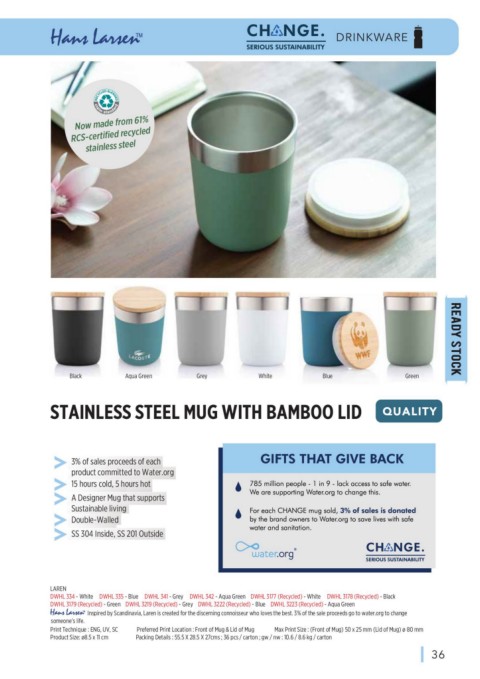 Hans Larsen™
CHANGE.
SERIOUS SUSTAINABILITY
DRINKWARE
Now made from 61%
RCS-certified recycled
stainless steel
Black
LACOSTE
Aqua Green
Grey
White
WWF
Blue
Green
READY STOCK
STAINLESS STEEL MUG WITH BAMBOO LID
QUALITY
3% of sales proceeds of each
product committed to Water.org
15 hours cold, 5 hours hot
A Designer Mug that supports
Sustainable living
Double-Walled
SS 304 Inside, SS 201 Outside
GIFTS THAT GIVE BACK
785 million people - 1 in 9 - lack access to safe water.
We are supporting Water.org to change this.
For each CHANGE mug sold, 3% of sales is donated
by the brand owners to Water.org to save lives with safe
water and sanitation.
water.org
CHANGE.
SERIOUS SUSTAINABILITY
LAREN
DWHL 334 - White DWHL 335 - Blue DWHL 341 - Grey DWHL 342 - Aqua Green DWHL 3177 (Recycled) - White DWHL 3178 (Recycled) - Black
DWHL 3179 (Recycled) - Green DWHL 3219 (Recycled) - Grey DWHL 3222 (Recycled) - Blue DWHL 3223 (Recycled) - Aqua Green
Hans Larsen Inspired by Scandinavia, Laren is created for the discerning connoisseur who loves the best. 3% of the sale proceeds go to water.org to change
someone's life.
Print Technique : ENG, UV, SC Preferred Print Location : Front of Mug & Lid of Mug Max Print Size : (Front of Mug) 50 x 25 mm (Lid of Mug) ø 80 mm
Product Size: ø8.5 x 11 cm Packing Details : 55.5 X 28.5 X 27cms ; 36 pcs / carton ; gw / nw : 10.6 / 8.6 kg / carton
36